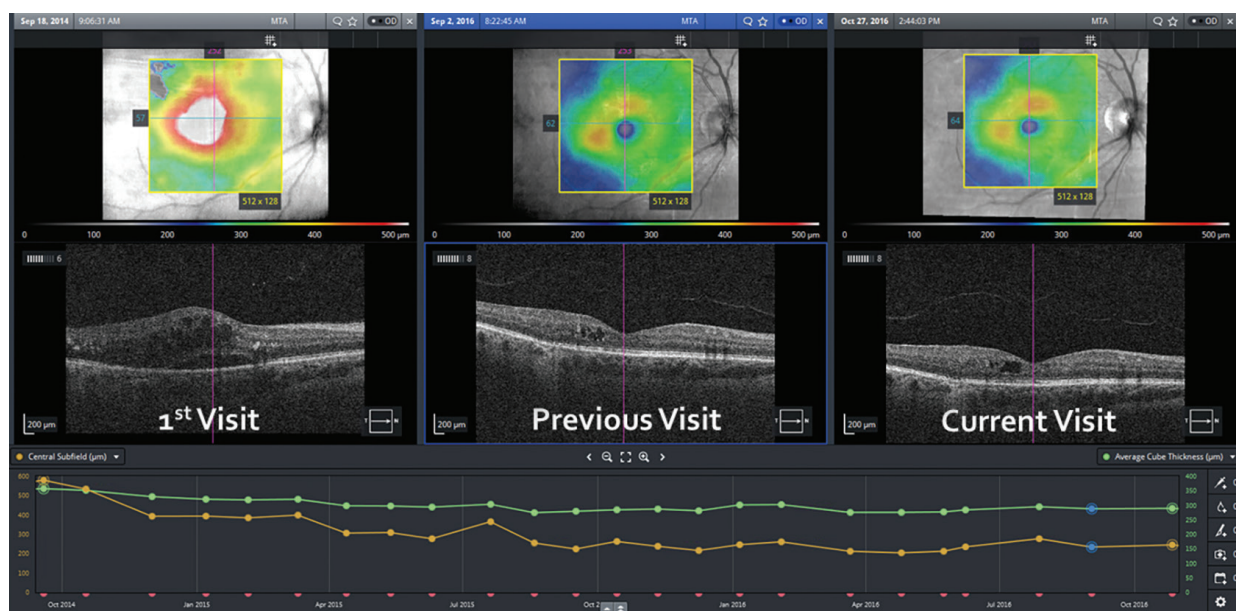 Sep 18, 2014 9:06:31 AM MTA OD ×
Sep 2, 2016 8:22:45 AM MTA OD ×
Oct 27, 2016 2:44:03 PM MTA OD ×
252
57
512 x 128
253
62
512 x 128
64
512 x 128
0 100 200 300 400 500 µm
0 100 200 300 400 500 µm
0 100 200 300 400 500 µm
6
200 µm
1st Visit
T N
8
200 µm
Previous Visit
T N
8
200 µm
Current Visit
T N
Central Subfield (µm)
Average Cube Thickness (µm)
600
500
400
300
200
100
0
400
350
300
250
200
150
100
50
0
Oct 2014 Jan 2015 Apr 2015 Jul 2015 Oct 2 Jan 2016 Apr 2016 Jul 2016 Oct 2016